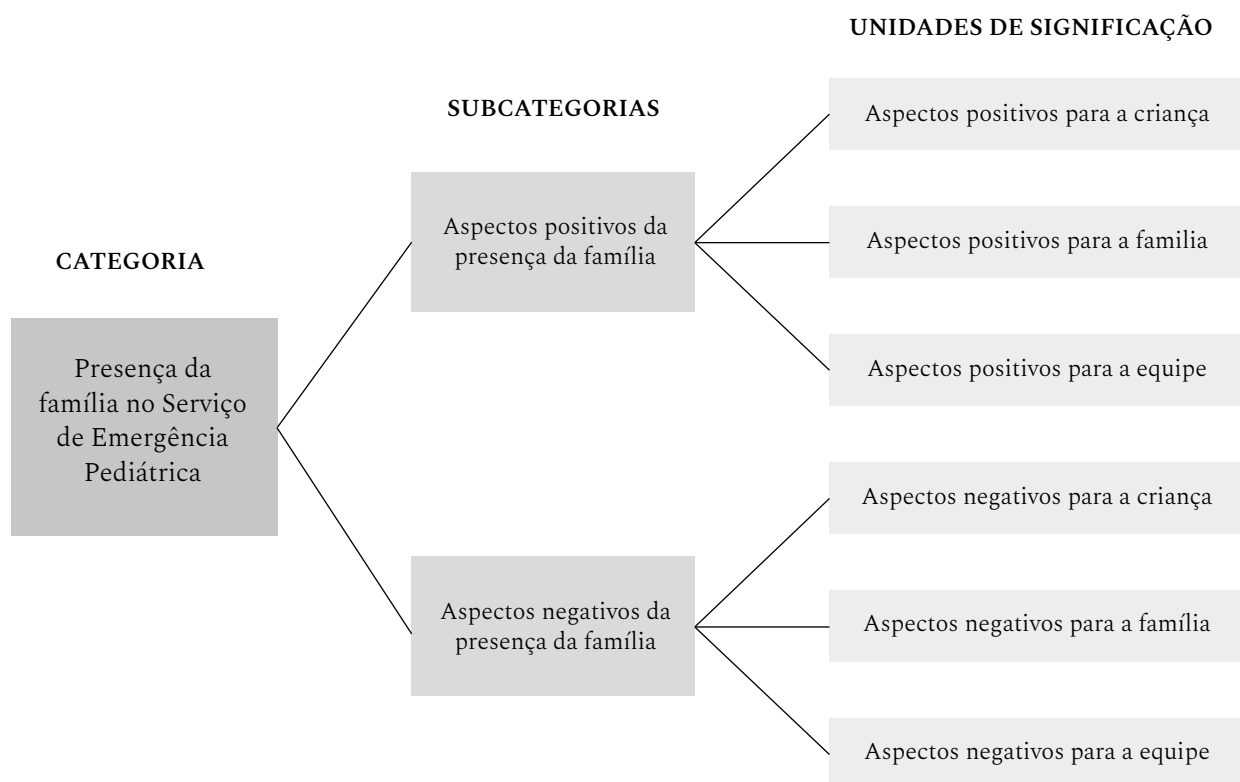 UNIDADES DE SIGNIFICAÇÃO
SUBCATEGORIAS
CATEGORIA
Presença da
família no Serviço
de Emergência
Pediátrica
Aspectos positivos da
presença da família
Aspectos positivos para a criança
Aspectos positivos para a familia
Aspectos positivos para a equipe
Aspectos negativos da
presença da família
Aspectos negativos para a criança
Aspectos negativos para a família
Aspectos negativos para a equipe